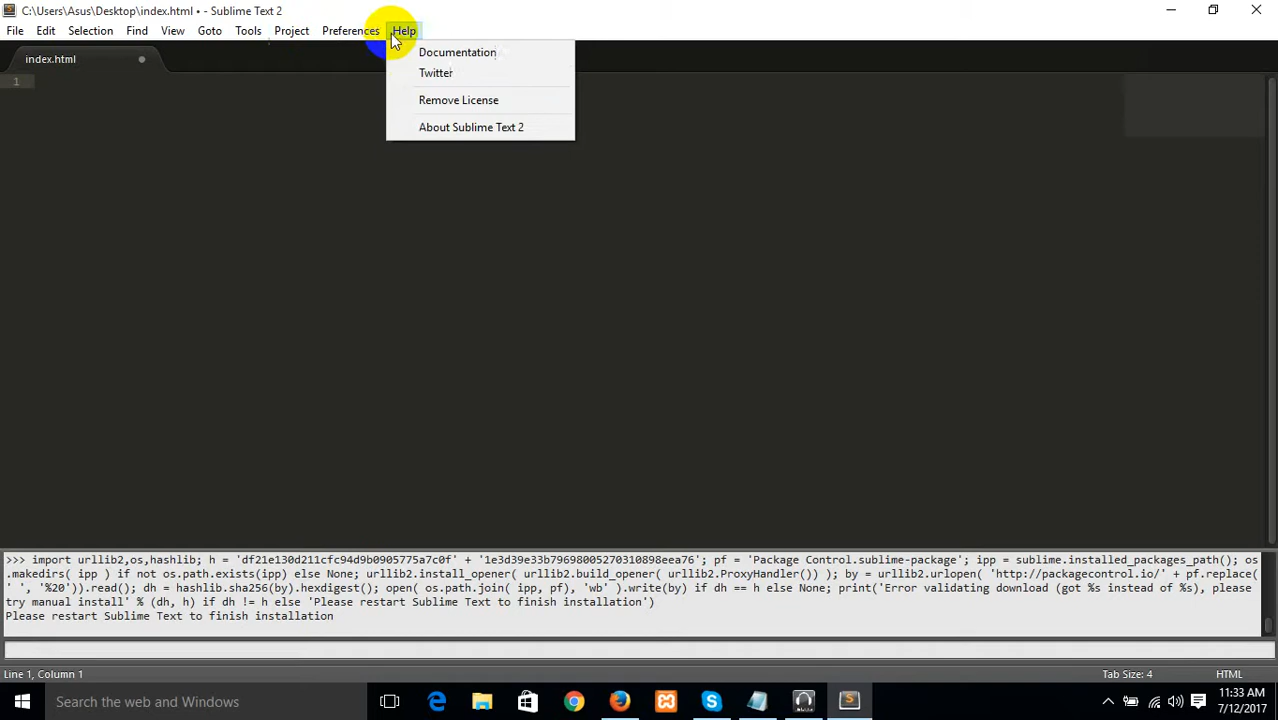 C:\Users\Asus\Desktop\index.html • - Sublime Text 2
File Edit Selection Find View Goto Tools Project Preferences Help
Documentation
index.html
Twitter
1
Remove License
About Sublime Text 2
>>> import urllib2,os,hashlib; h = 'df21e130d211cfc94d9b0905775a7c0f' + '1e3d39e33b79698005270310898eea76'; pf = 'Package Control.sublime-package'; ipp = sublime.installed_packages_path(); os
.makedirs( ipp ) if not os.path.exists(ipp) else None; urllib2.install_opener( urllib2.build_opener( urllib2.ProxyHandler()) ); by = urllib2.urlopen( 'http://packagecontrol.io/' + pf.replace(
' ', '%20')).read(); dh = hashlib.sha256(by).hexdigest(); open( os.path.join( ipp, pf), 'wb' ).write(by) if dh == h else None; print('Error validating download (got %s instead of %s), please
try manual install' % (dh, h) if dh != h else 'Please restart Sublime Text to finish installation')
Please restart Sublime Text to finish installation
Line 1, Column 1 Tab Size: 4 HTML
Search the web and Windows
11:33 AM
7/12/2017